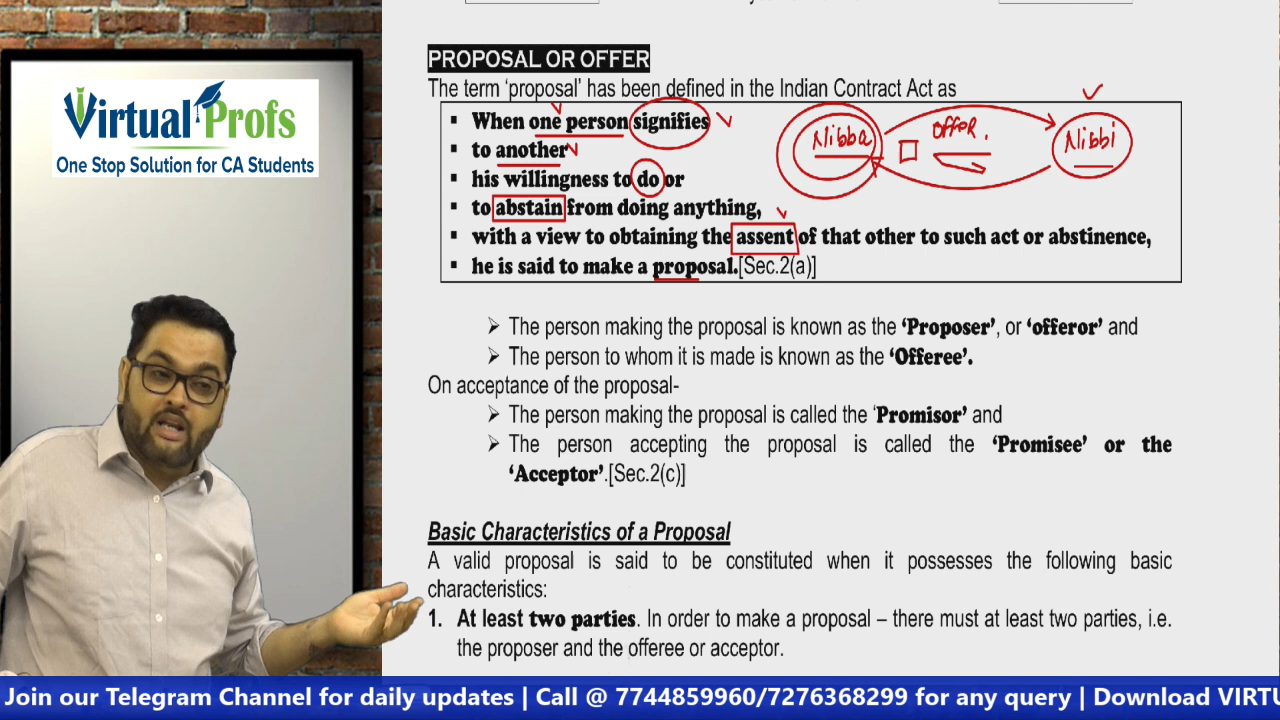 PROPOSAL OR OFFER
The term ‘proposal’ has been defined in the Indian Contract Act as
▪ When one person signifies
▪ to another
▪ his willingness to do or
▪ to abstain from doing anything,
▪ with a view to obtaining the assent of that other to such act or abstinence,
▪ he is said to make a proposal.[Sec.2(a)]
Nibba
offer.
Nibbi
Virtual Profs
One Stop Solution for CA Students
➢ The person making the proposal is known as the ‘Proposer’, or ‘offeror’ and
➢ The person to whom it is made is known as the ‘Offeree’.
On acceptance of the proposal-
➢ The person making the proposal is called the ‘Promisor’ and
➢ The person accepting the proposal is called the ‘Promisee’ or the
‘Acceptor’.[Sec.2(c)]
Basic Characteristics of a Proposal
A valid proposal is said to be constituted when it possesses the following basic
characteristics:
1. At least two parties. In order to make a proposal – there must at least two parties, i.e.
the proposer and the offeree or acceptor.
Join our Telegram Channel for daily updates | Call @ 7744859960/7276368299 for any query | Download VIRTU